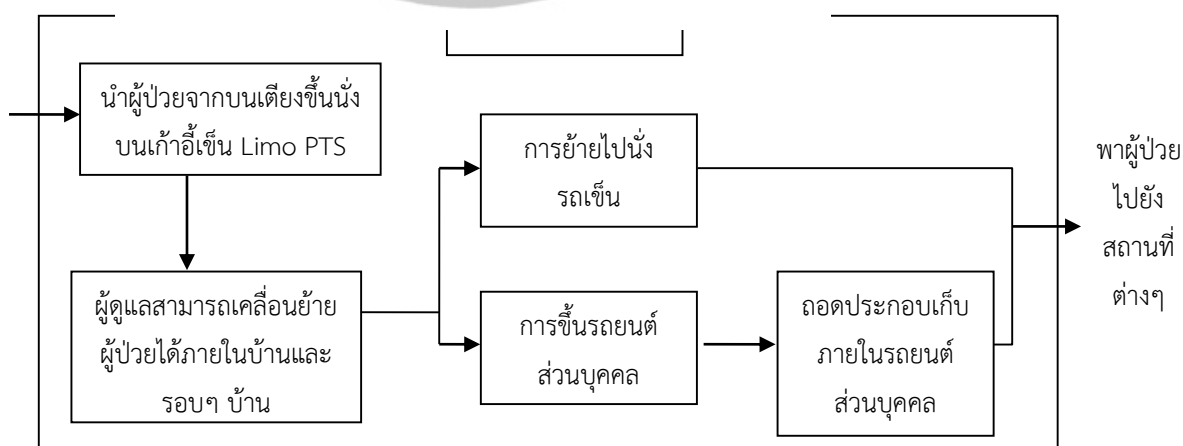 นำผู้ป่วยจากบนเตียงขึ้นนั่ง
บนเก้าอี้เข็น Limo PTS
ผู้ดูแลสามารถเคลื่อนย้าย
ผู้ป่วยได้ภายในบ้านและ
รอบๆ บ้าน
การย้ายไปนั่ง
รถเข็น
การขึ้นรถยนต์
ส่วนบุคคล
ถอดประกอบเก็บ
ภายในรถยนต์
ส่วนบุคคล
พาผู้ป่วย
ไปยัง
สถานที่
ต่างๆ